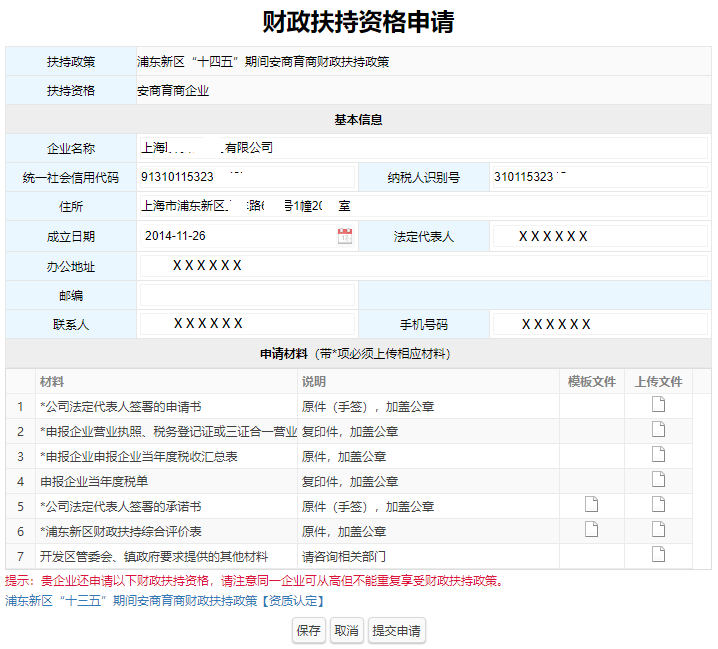 财政扶持资格申请
扶持政策 浦东新区“十四五”期间安商育商财政扶持政策
扶持资格 安商育商企业
基本信息
企业名称 上海 有限公司
统一社会信用代码 91310115323 纳税人识别号 310115323
住所 上海市浦东新区 路 号1幢20 室
成立日期 2014-11-26 法定代表人 X X X X X X
办公地址 X X X X X X
邮编
联系人 X X X X X X 手机号码 X X X X X X
申请材料（带*项必须上传相应材料）
材料 说明 模板文件 上传文件
1 *公司法定代表人签署的申请书 原件（手签），加盖公章
2 *申报企业营业执照、税务登记证或三证合一营业 复印件，加盖公章
3 *申报企业申报企业当年度税收汇总表 原件，加盖公章
4 申报企业当年度税单 复印件，加盖公章
5 *公司法定代表人签署的承诺书 原件（手签），加盖公章
6 *浦东新区财政扶持综合评价表 原件，加盖公章
7 开发区管委会、镇政府要求提供的其他材料 请咨询相关部门
提示：贵企业还申请以下财政扶持资格，请注意同一企业可从高但不能重复享受财政扶持政策。
浦东新区“十三五”期间安商育商财政扶持政策【资质认定】
保存 取消 提交申请